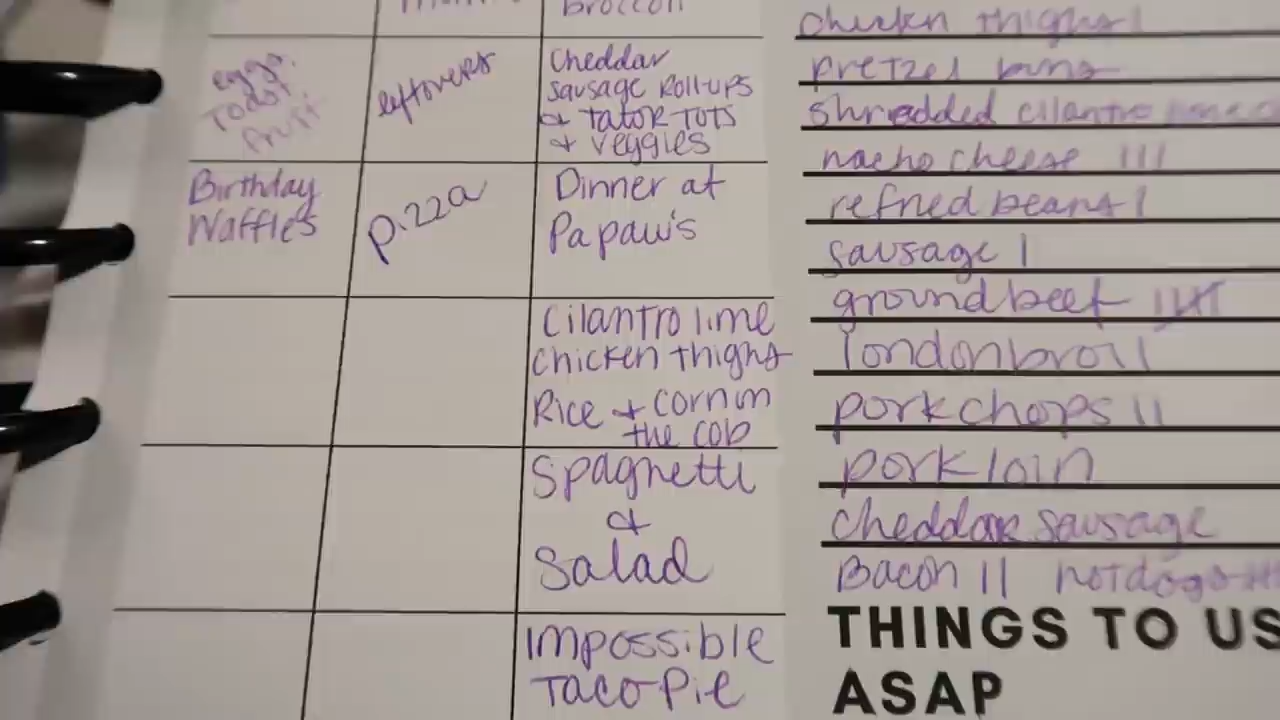 broccoli
eggs,
Toast,
fruit
leftovers
Cheddar
sausage Roll-ups
& tator tots
& veggies
Birthday
Waffles
pizza
Dinner at
Papaw's
Cilantro lime
chicken thighs
Rice & corn on
the cob
Spaghetti
&
Salad
Impossible
Taco Pie
chicken thighs I
pretzel buns
shredded cilantro
nacho cheese III
refried beans I
sausage I
ground beef
london broil
pork chops II
pork loin
cheddar sausage
Bacon II hotdogs
THINGS TO US
ASAP